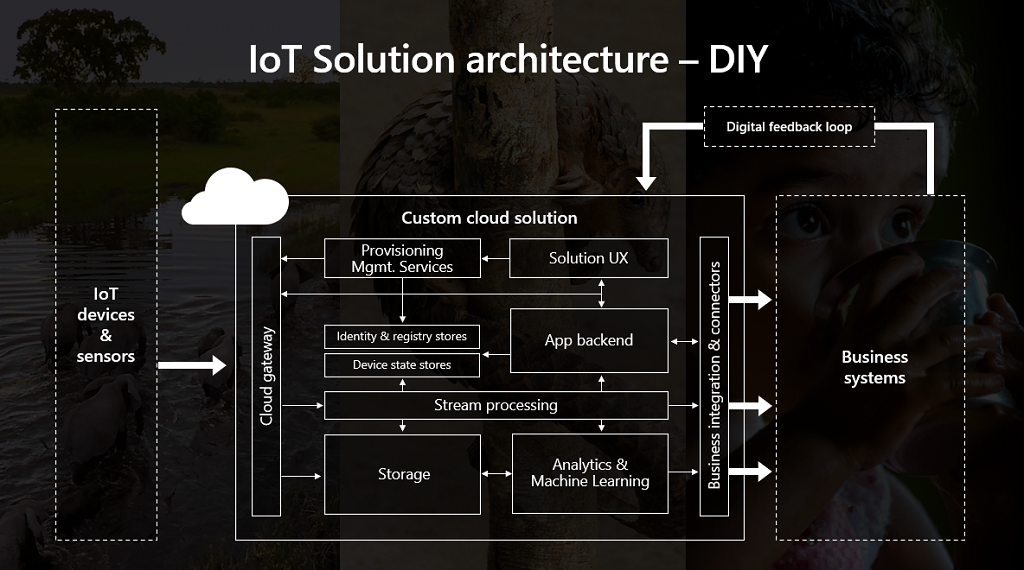 IoT Solution architecture – DIY
Digital feedback loop
Custom cloud solution
IoT
devices
&
sensors
Cloud gateway
Provisioning
Mgmt. Services
Solution UX
Identity & registry stores
Device state stores
App backend
Stream processing
Storage
Analytics &
Machine Learning
Business integration & connectors
Business
systems